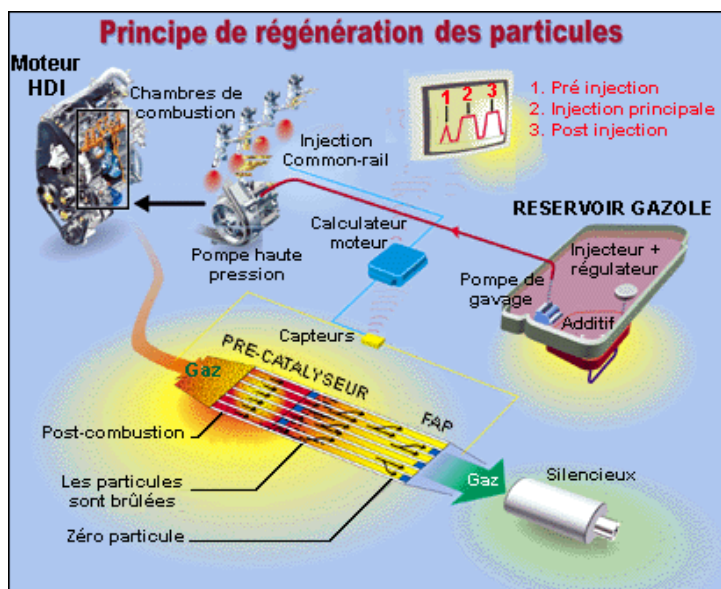 Principe de régénération des particules
Moteur
HDI
Chambres de
combustion
Injection
Common-rail
1 2 3
1. Pré injection
2. Injection principale
3. Post injection
RESERVOIR GAZOLE
Injecteur +
régulateur
Pompe de
gavage
Additif
Calculateur
moteur
Pompe haute
pression
Capteurs
PRE-CATALYSEUR
FAP
Gaz
Post-combustion
Les particules
sont brûlées
Zéro particule
Gaz
Silencieux